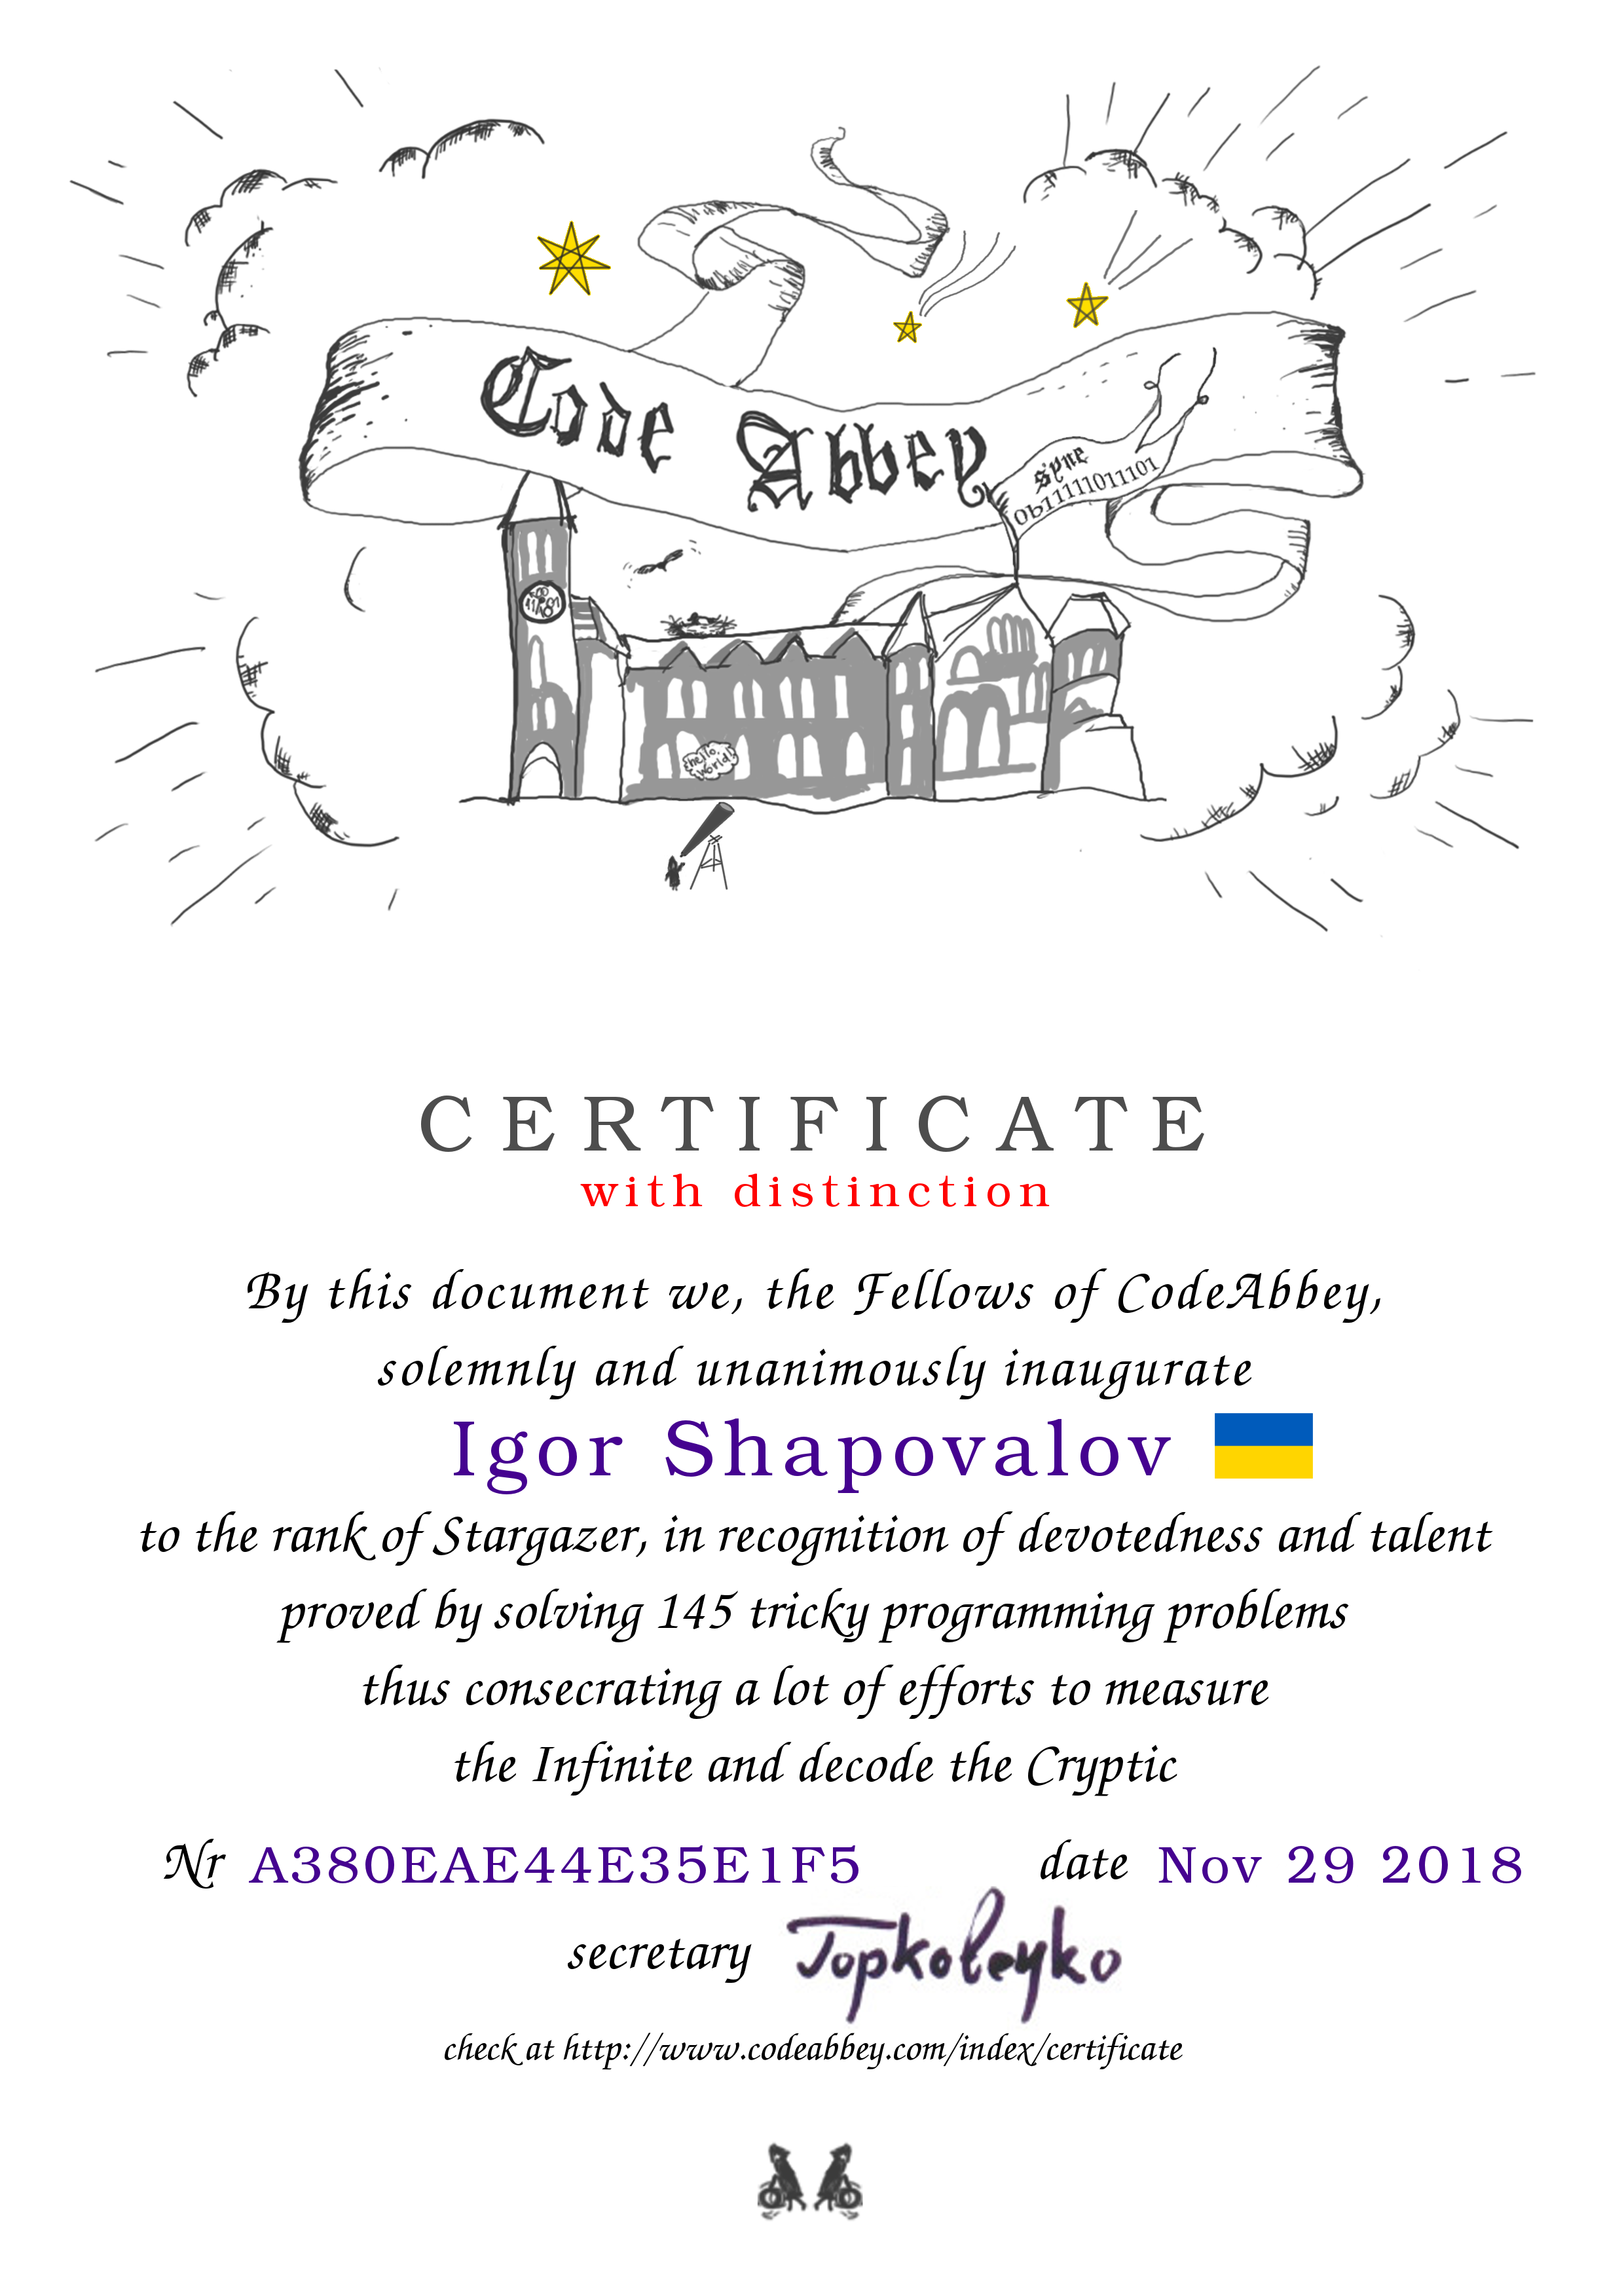 Code Abbey
syne
0b11111011101
hello,
world!
CERTIFICATE
with distinction
By this document we, the Fellows of CodeAbbey,
solemnly and unanimously inaugurate
Igor Shapovalov
to the rank of Stargazer, in recognition of devotedness and talent
proved by solving 145 tricky programming problems
thus consecrating a lot of efforts to measure
the Infinite and decode the Cryptic
Nr A380EAE44E35E1F5 date Nov 29 2018
secretary
check at http://www.codeabbey.com/index/certificate